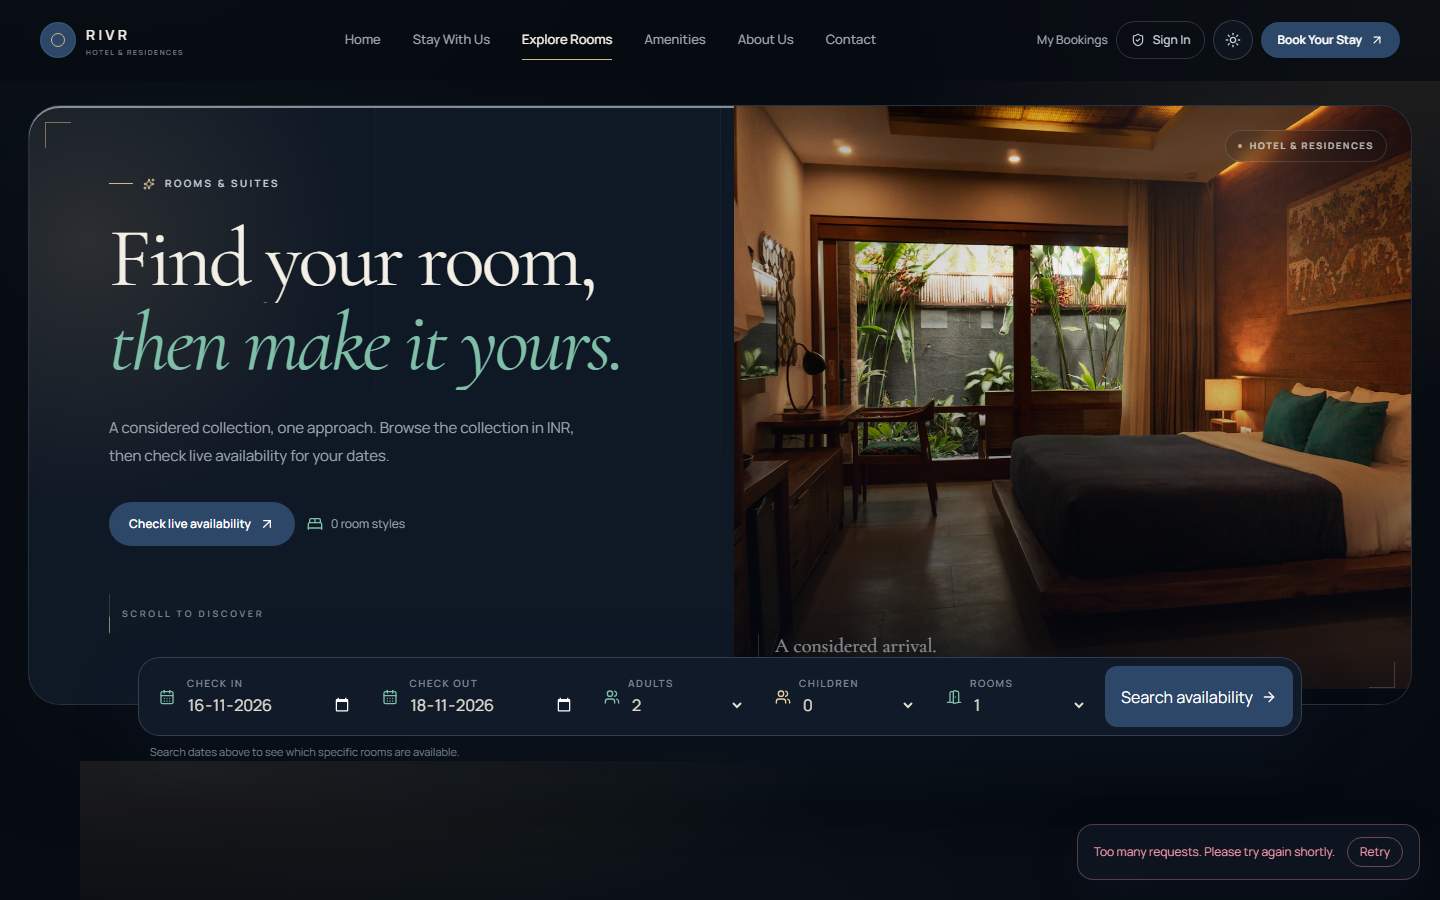 RIVR
HOTEL & RESIDENCES
Home
Stay With Us
Explore Rooms
Amenities
About Us
Contact
My Bookings
Sign In
Book Your Stay
HOTEL & RESIDENCES
ROOMS & SUITES
Find your room,
then make it yours.
A considered collection, one approach. Browse the collection in INR,
then check live availability for your dates.
Check live availability
0 room styles
SCROLL TO DISCOVER
A considered arrival.
CHECK IN
16-11-2026
CHECK OUT
18-11-2026
ADULTS
2
CHILDREN
0
ROOMS
1
Search availability
Search dates above to see which specific rooms are available.
Too many requests. Please try again shortly.
Retry